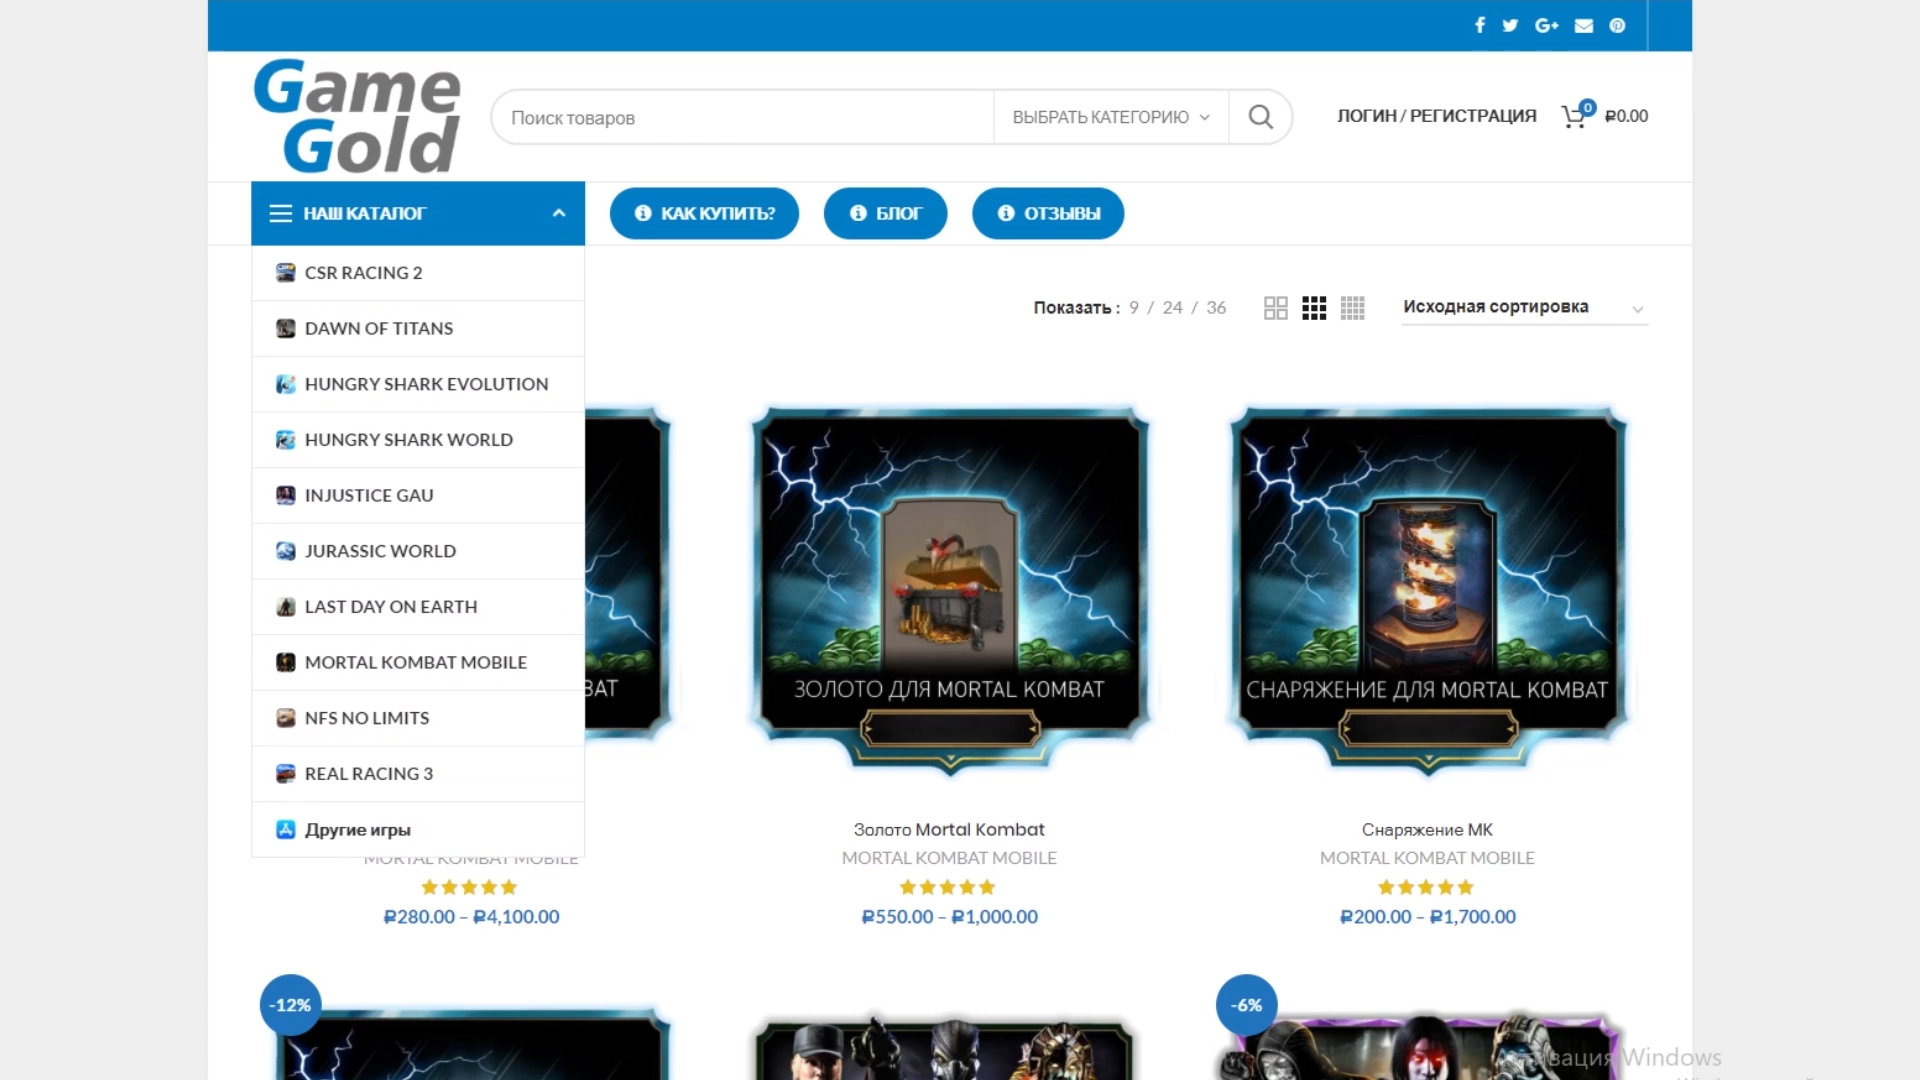 Game
Gold
Поиск товаров
ВЫБРАТЬ КАТЕГОРИЮ
ЛОГИН / РЕГИСТРАЦИЯ
0
₽0.00
НАШ КАТАЛОГ
КАК КУПИТЬ?
БЛОГ
ОТЗЫВЫ
CSR RACING 2
DAWN OF TITANS
HUNGRY SHARK EVOLUTION
HUNGRY SHARK WORLD
INJUSTICE GAU
JURASSIC WORLD
LAST DAY ON EARTH
MORTAL KOMBAT MOBILE
NFS NO LIMITS
REAL RACING 3
Другие игры
Показать : 9 / 24 / 36
Исходная сортировка
ЗОЛОТО ДЛЯ MORTAL KOMBAT
СНАРЯЖЕНИЕ ДЛЯ MORTAL KOMBAT
MORTAL KOMBAT MOBILE
₽280.00 – ₽4,100.00
Золото Mortal Kombat
MORTAL KOMBAT MOBILE
₽550.00 – ₽1,000.00
Снаряжение МК
MORTAL KOMBAT MOBILE
₽200.00 – ₽1,700.00
-12%
-6%
Активация Windows